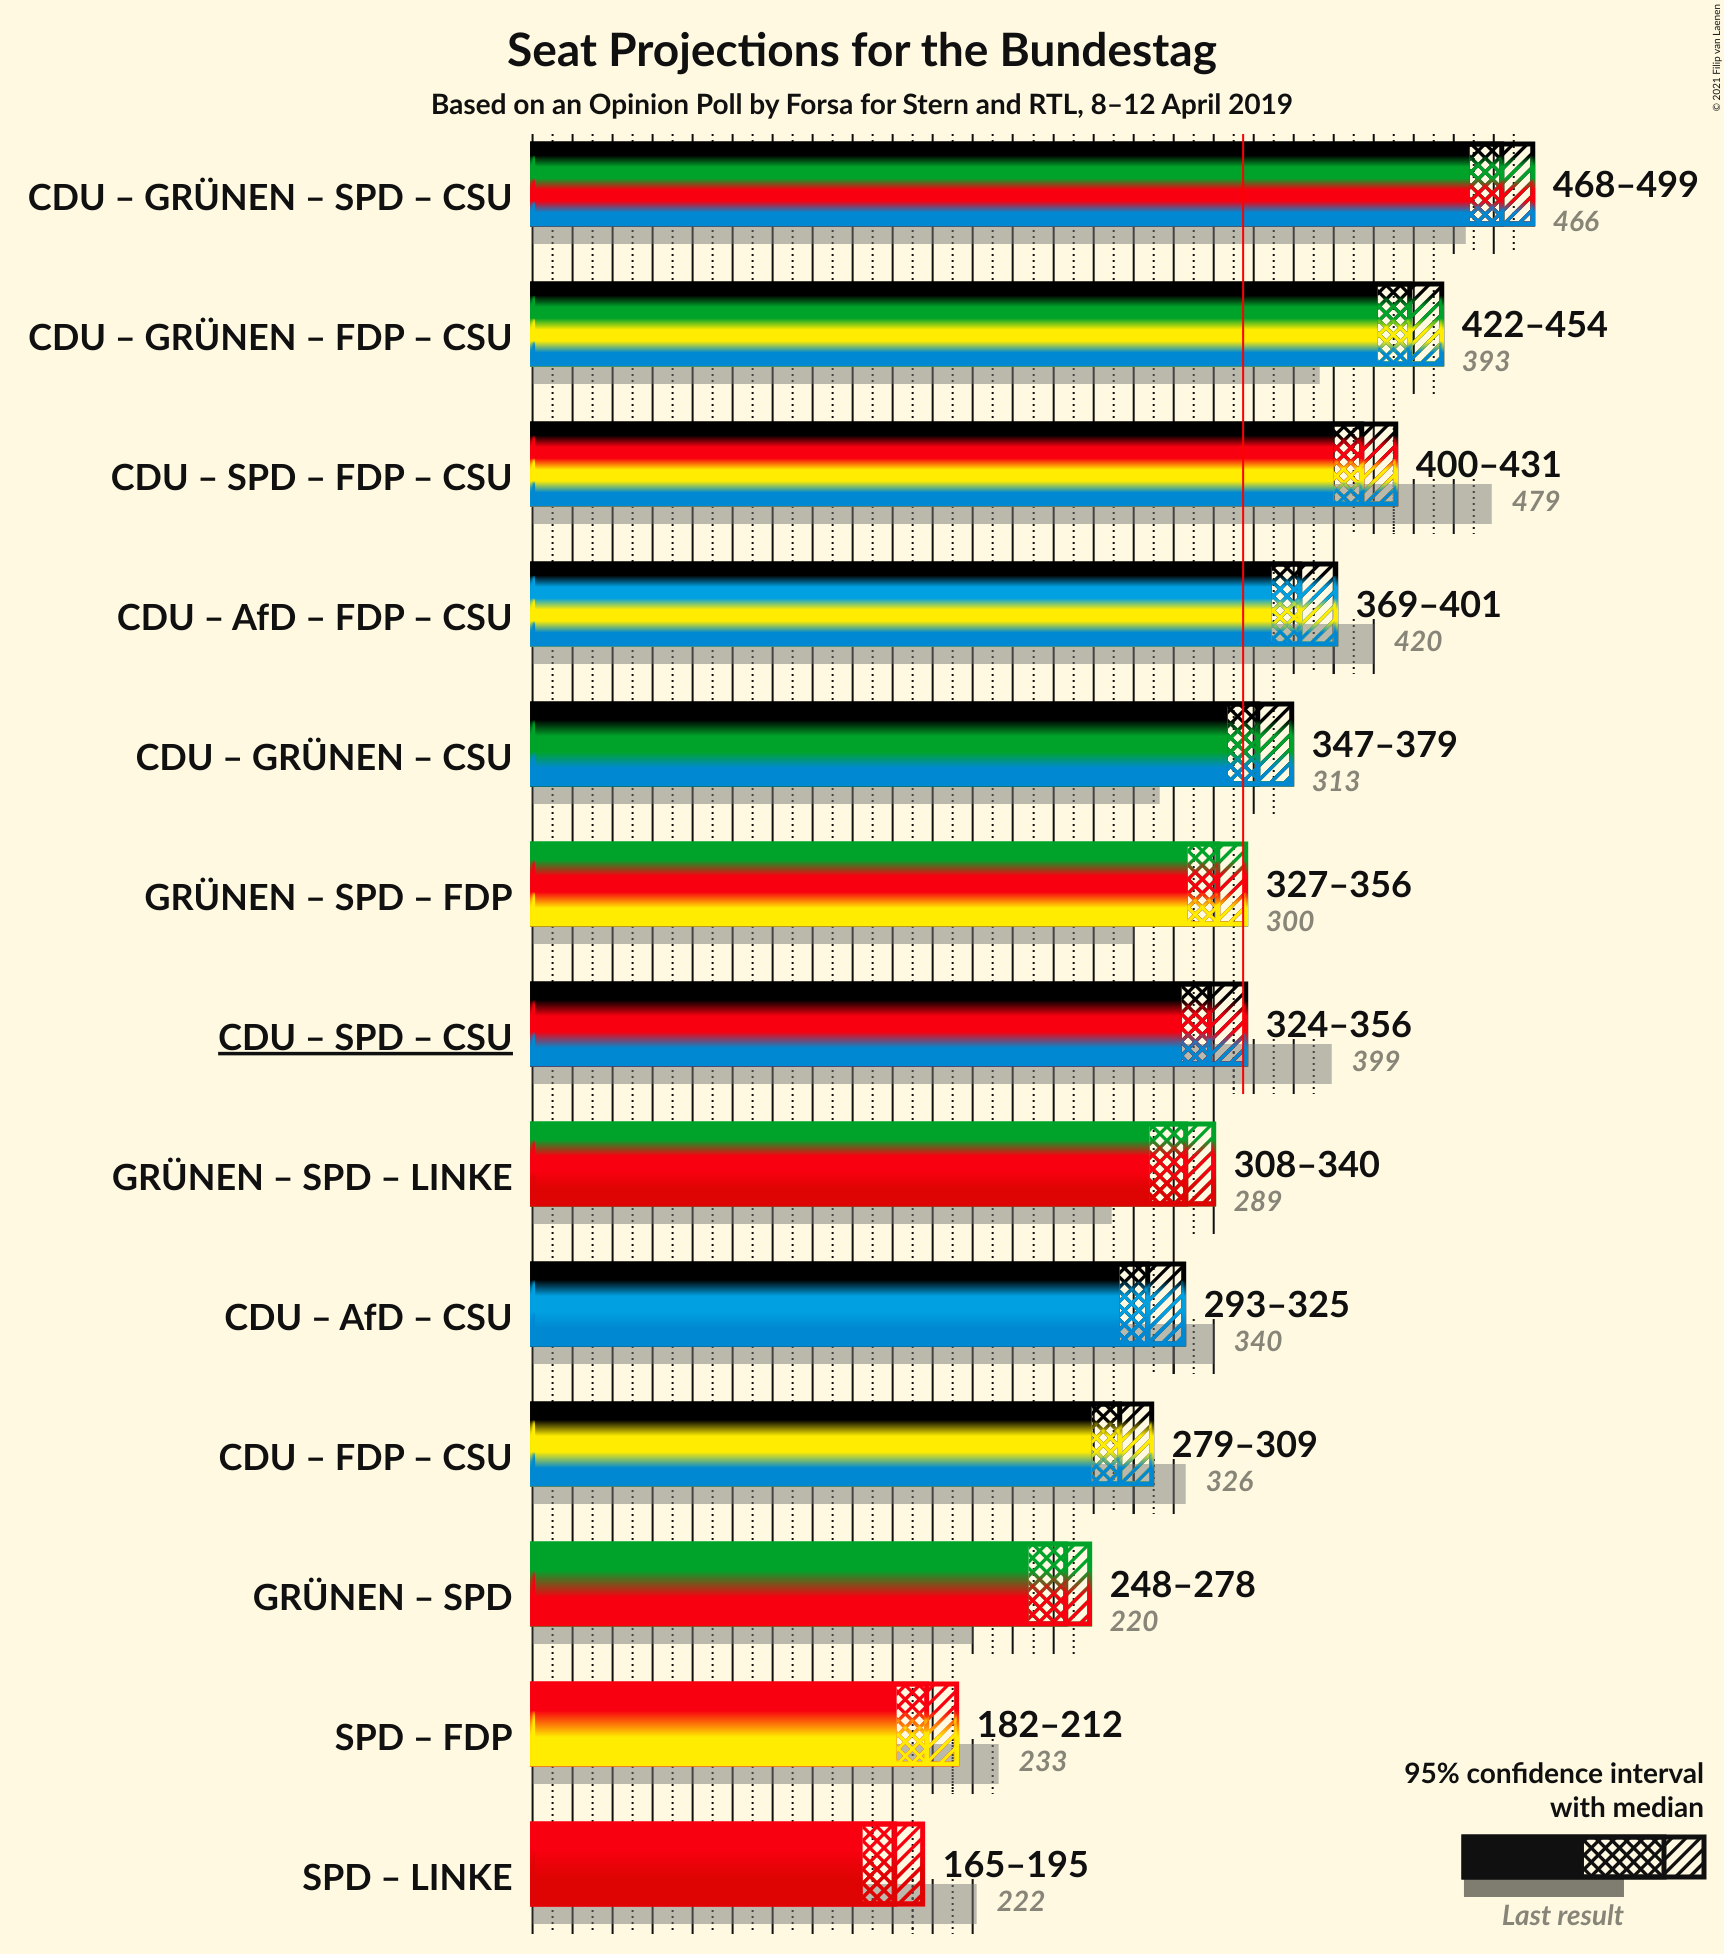 Seat Projections for the Bundestag
Based on an Opinion Poll by Forsa for Stern and RTL, 8–12 April 2019
© 2021 Filip van Laenen
CDU – GRÜNEN – SPD – CSU
468–499
466
CDU – GRÜNEN – FDP – CSU
422–454
393
CDU – SPD – FDP – CSU
400–431
479
CDU – AfD – FDP – CSU
369–401
420
CDU – GRÜNEN – CSU
347–379
313
GRÜNEN – SPD – FDP
327–356
300
CDU – SPD – CSU
324–356
399
GRÜNEN – SPD – LINKE
308–340
289
CDU – AfD – CSU
293–325
340
CDU – FDP – CSU
279–309
326
GRÜNEN – SPD
248–278
220
SPD – FDP
182–212
233
SPD – LINKE
165–195
222
95% confidence interval
with median
Last result